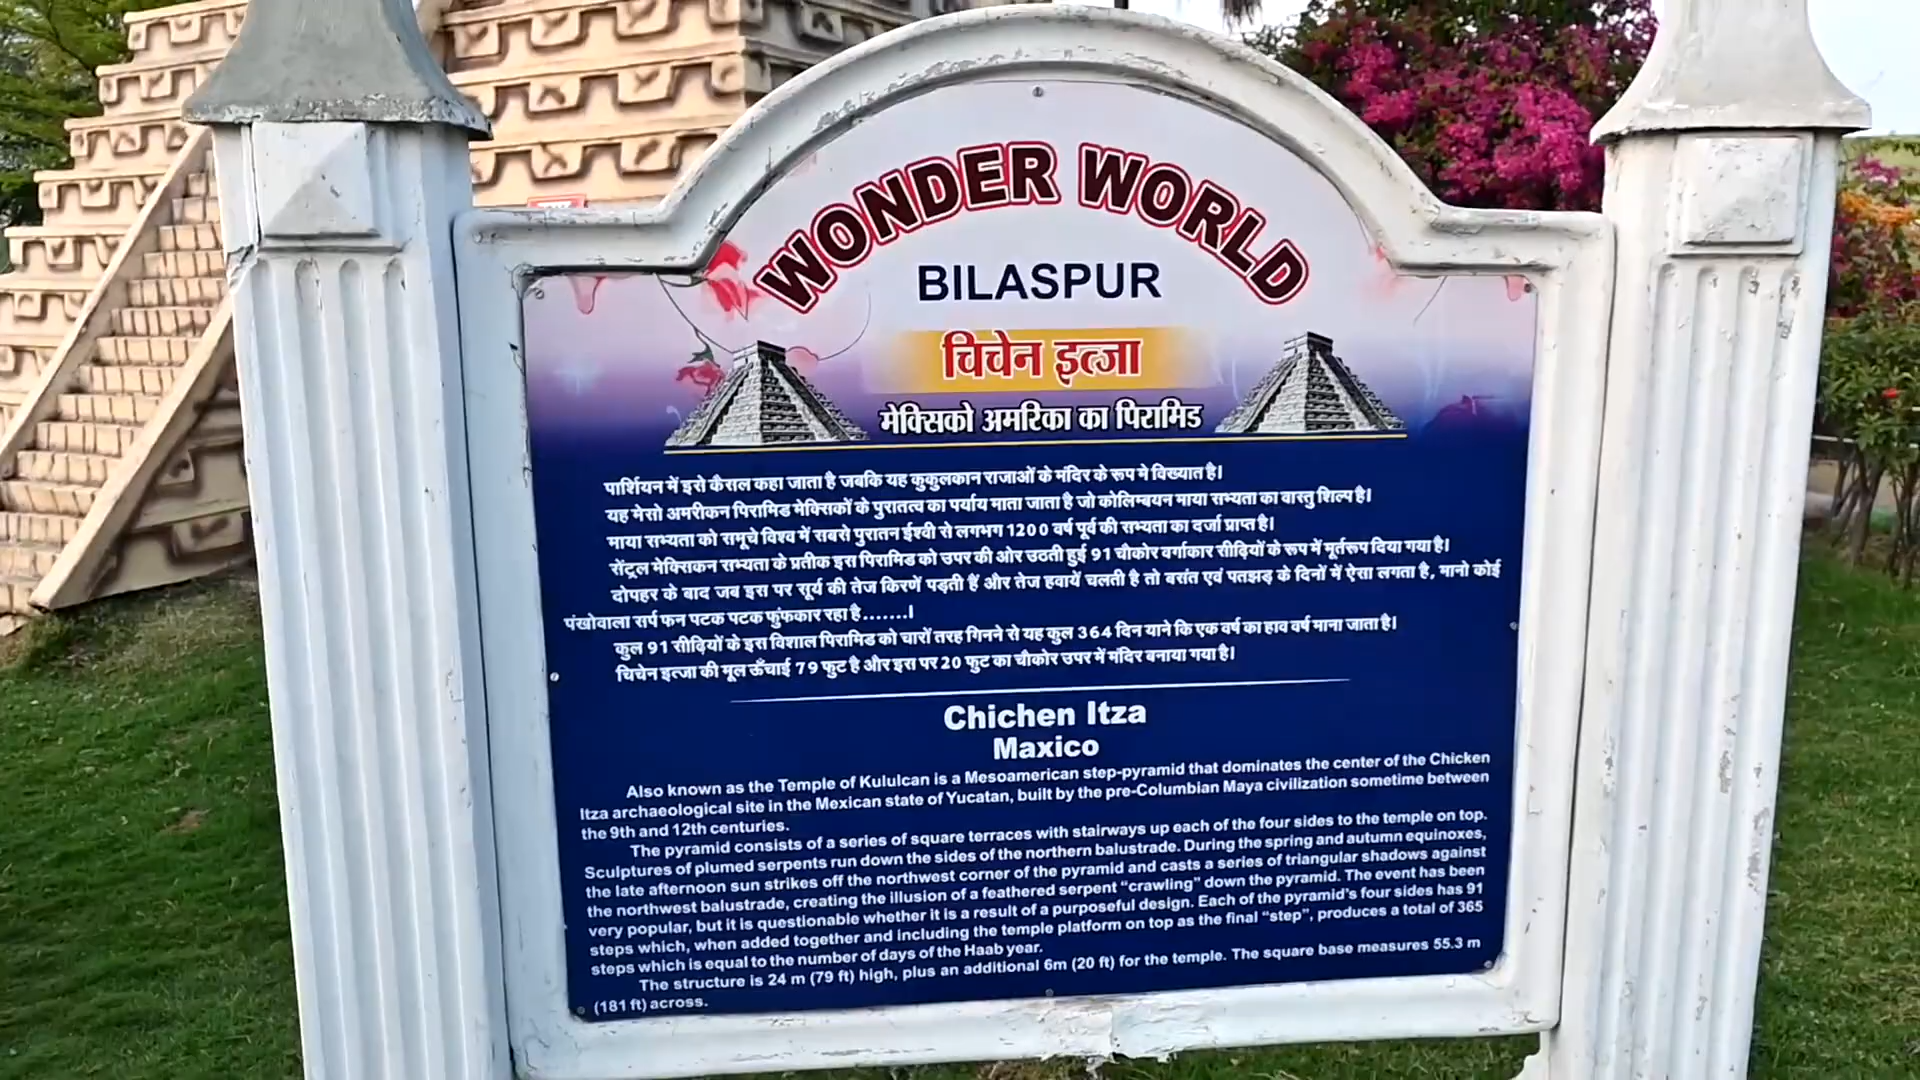 WONDER WORLD
BILASPUR
चिचेन इत्जा
मेक्सिको अमरिका का पिरामिड
पार्शियन में इसे कैसल कहा जाता है जबकि यह कुकुलकान राजाओं के मंदिर के रूप मे विख्यात है।
यह मेसो अमरीकन पिरामिड मेक्सिकों के पुरातत्व का पर्याय माता जाता है जो कोलिम्बयन माया सभ्यता का वास्तु शिल्प है।
माया सभ्यता को समूचे विश्व में सबसे पुरातन ईश्वी से लगभग 1200 वर्ष पूर्व की सभ्यता का दर्जा प्राप्त है।
सेंट्रल मेक्सिकन सभ्यता के प्रतीक इस पिरामिड को उपर की ओर उठती हुई 91 चौकोर वर्गाकार सीढ़ियों के रूप में मूर्तरूप दिया गया है।
दोपहर के बाद जब इस पर सूर्य की तेज किरणें पड़ती हैं और तेज हवायें चलती है तो बसंत एवं पतझड़ के दिनों में ऐसा लगता है, मानो कोई
पंखोवाला सर्प फन पटक पटक फुंफकार रहा है.......।
कुल 91 सीढ़ियों के इस विशाल पिरामिड को चारों तरह गिनने से यह कुल 364 दिन याने कि एक वर्ष का हाव वर्ष माना जाता है।
चिचेन इत्जा की मूल ऊँचाई 79 फुट है और इस पर 20 फुट का चौकोर उपर में मंदिर बनाया गया है।
Chichen Itza
Maxico
Also known as the Temple of Kululcan is a Mesoamerican step-pyramid that dominates the center of the Chicken
Itza archaeological site in the Mexican state of Yucatan, built by the pre-Columbian Maya civilization sometime between
the 9th and 12th centuries.
The pyramid consists of a series of square terraces with stairways up each of the four sides to the temple on top.
Sculptures of plumed serpents run down the sides of the northern balustrade. During the spring and autumn equinoxes,
the late afternoon sun strikes off the northwest corner of the pyramid and casts a series of triangular shadows against
the northwest balustrade, creating the illusion of a feathered serpent “crawling” down the pyramid. The event has been
very popular, but it is questionable whether it is a result of a purposeful design. Each of the pyramid's four sides has 91
steps which, when added together and including the temple platform on top as the final “step”, produces a total of 365
steps which is equal to the number of days of the Haab year.
The structure is 24 m (79 ft) high, plus an additional 6m (20 ft) for the temple. The square base measures 55.3 m
(181 ft) across.